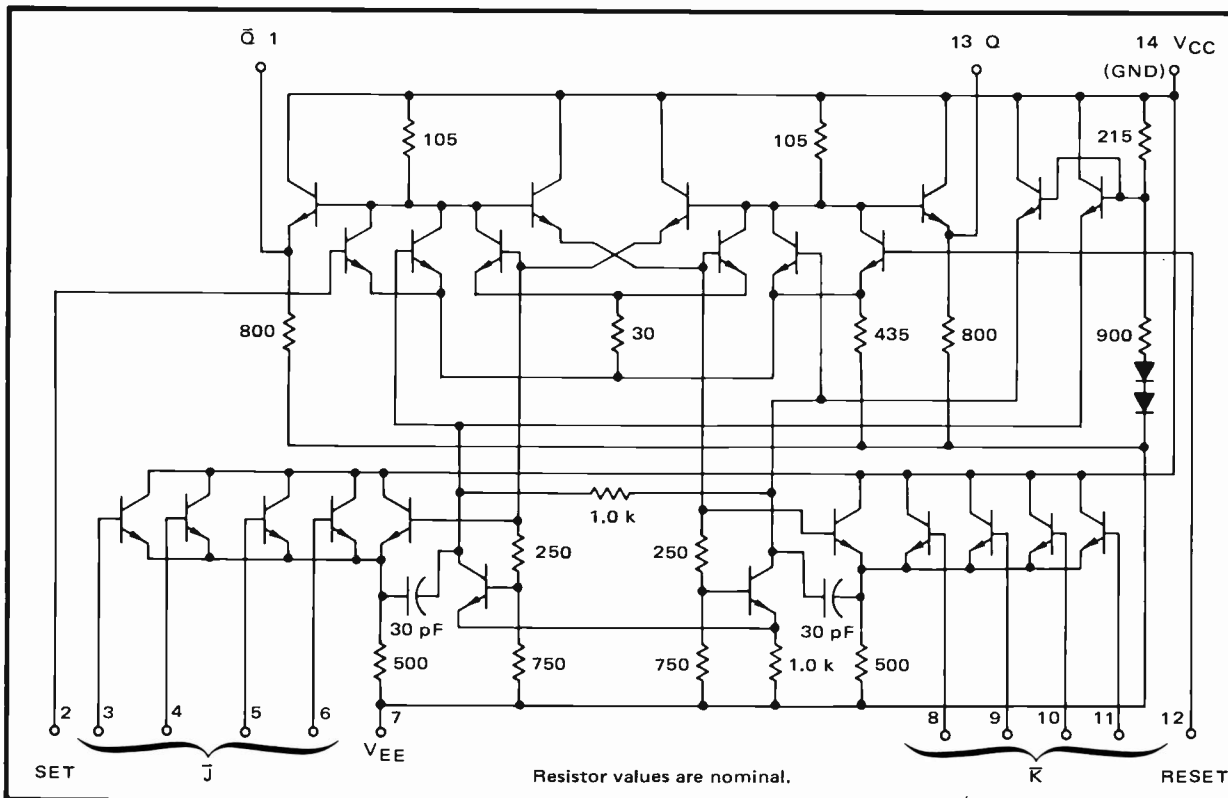 Q̄ 1
13 Q
14 VCC
(GND)
105
105
215
800
30
435
800
900
1.0 k
250
250
30 pF
30 pF
500
750
750
1.0 k
500
2
3
4
5
6
7
8
9
10
11
12
VEE
SET
J̄
Resistor values are nominal.
K̄
RESET